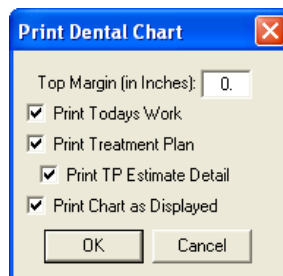 Print Dental Chart
Top Margin (in Inches): 0.
Print Todays Work
Print Treatment Plan
Print TP Estimate Detail
Print Chart as Displayed
OK Cancel